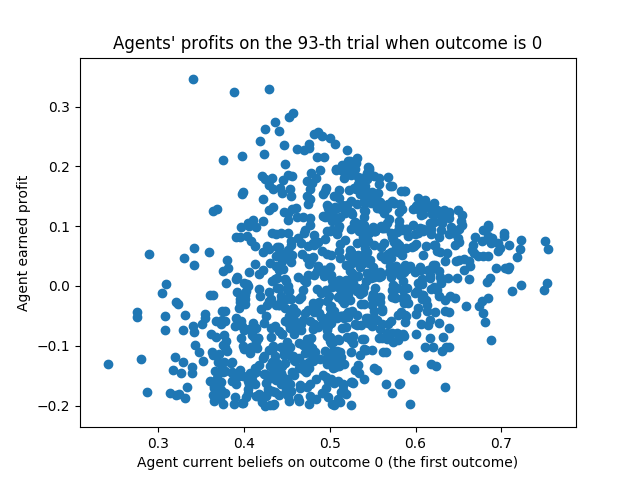 Agents' profits on the 93-th trial when outcome is 0
Agent earned profit
0.3
0.2
0.1
0.0
−0.1
−0.2
0.3 0.4 0.5 0.6 0.7
Agent current beliefs on outcome 0 (the first outcome)